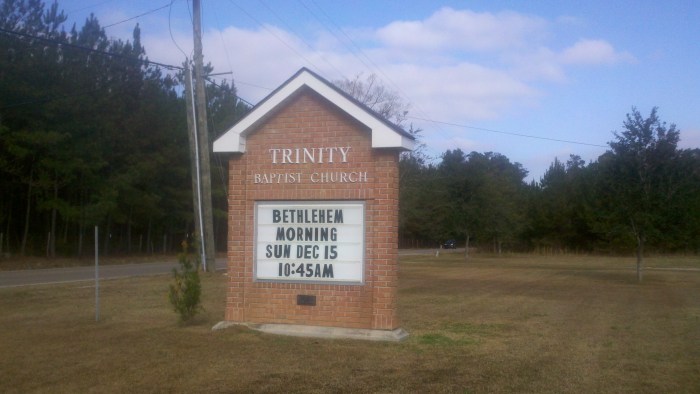 TRINITY
BAPTIST CHURCH
BETHLEHEM
MORNING
SUN DEC 15
10:45AM